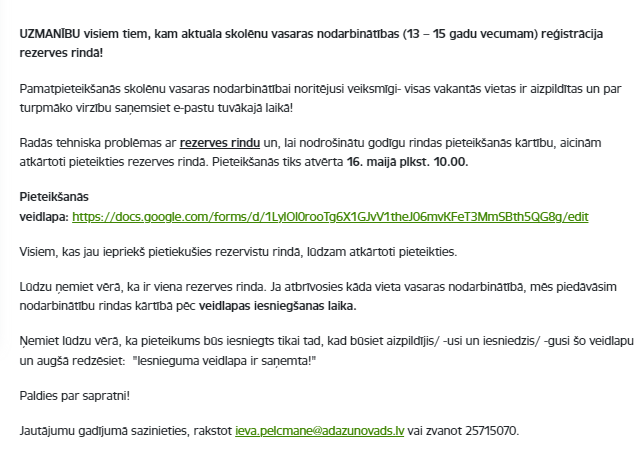 UZMANĪBU visiem tiem, kam aktuāla skolēnu vasaras nodarbinātības (13 – 15 gadu vecumam) reģistrācija
rezerves rindā!
Pamatpieteikšanās skolēnu vasaras nodarbinātībai noritējusi veiksmīgi- visas vakantās vietas ir aizpildītas un par
turpmāko virzību saņemsiet e-pastu tuvākajā laikā!
Radās tehniska problēmas ar rezerves rindu un, lai nodrošinātu godīgu rindas pieteikšanās kārtību, aicinām
atkārtoti pieteikties rezerves rindā. Pieteikšanās tiks atvērta 16. maijā plkst. 10.00.
Pieteikšanās
veidlapa: https://docs.google.com/forms/d/1LylOl0rooTg6X1GJvV1theJ06mvKFeT3MmSBth5QG8g/edit
Visiem, kas jau iepriekš pietiekušies rezervistu rindā, lūdzam atkārtoti pieteikties.
Lūdzu ņemiet vērā, ka ir viena rezerves rinda. Ja atbrīvosies kāda vieta vasaras nodarbinātībā, mēs piedāvāsim
nodarbinātību rindas kārtībā pēc veidlapas iesniegšanas laika.
Ņemiet lūdzu vērā, ka pieteikums būs iesniegts tikai tad, kad būsiet aizpildījis/ -usi un iesniedzis/ -gusi šo veidlapu
un augšā redzēsiet:  "Iesnieguma veidlapa ir saņemta!"
Paldies par sapratni!
Jautājumu gadījumā sazinieties, rakstot ieva.pelcmane@adazunovads.lv vai zvanot 25715070.